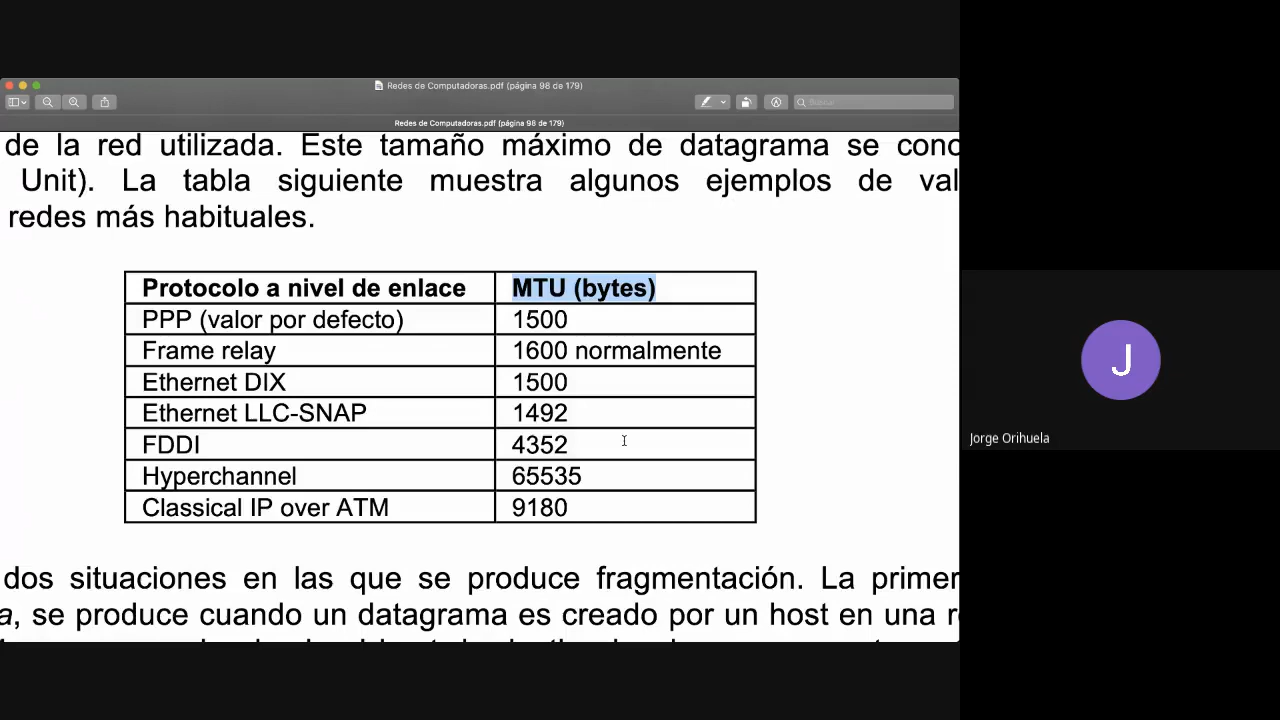 Redes de Computadoras.pdf (página 98 de 179)
Buscar
Redes de Computadoras.pdf (página 98 de 179)
de la red utilizada. Este tamaño máximo de datagrama se cono
Unit). La tabla siguiente muestra algunos ejemplos de val
redes más habituales.
Protocolo a nivel de enlace MTU (bytes)
PPP (valor por defecto) 1500
Frame relay 1600 normalmente
Ethernet DIX 1500
Ethernet LLC-SNAP 1492
FDDI 4352
Hyperchannel 65535
Classical IP over ATM 9180
dos situaciones en las que se produce fragmentación. La primer
a, se produce cuando un datagrama es creado por un host en una r
J
Jorge Orihuela